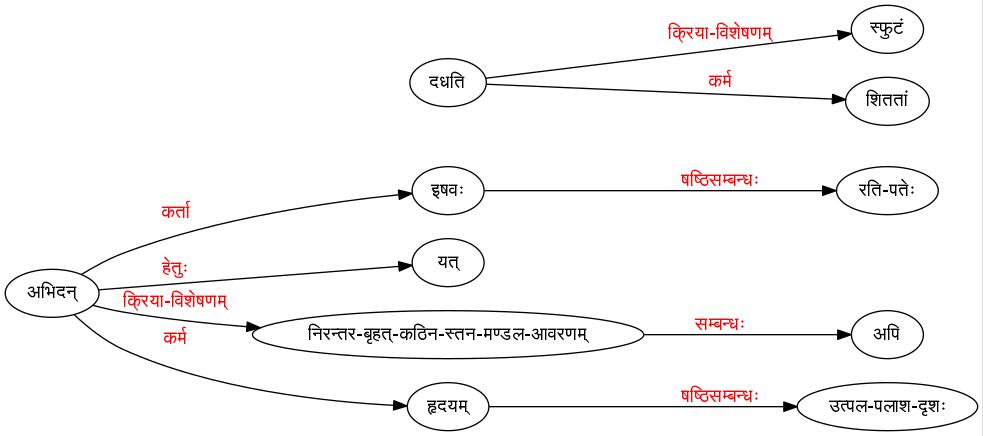 स्फुटं
क्रिया-विशेषणम्
दधति
कर्म
शिततां
इषवः
षष्ठिसम्बन्धः
रति-पतेः
कर्ता
यत्
हेतुः
अभिदन्
क्रिया-विशेषणम्
निरन्तर-बृहत्-कठिन-स्तन-मण्डल-आवरणम्
सम्बन्धः
अपि
कर्म
हृदयम्
षष्ठिसम्बन्धः
उत्पल-पलाश-दृशः